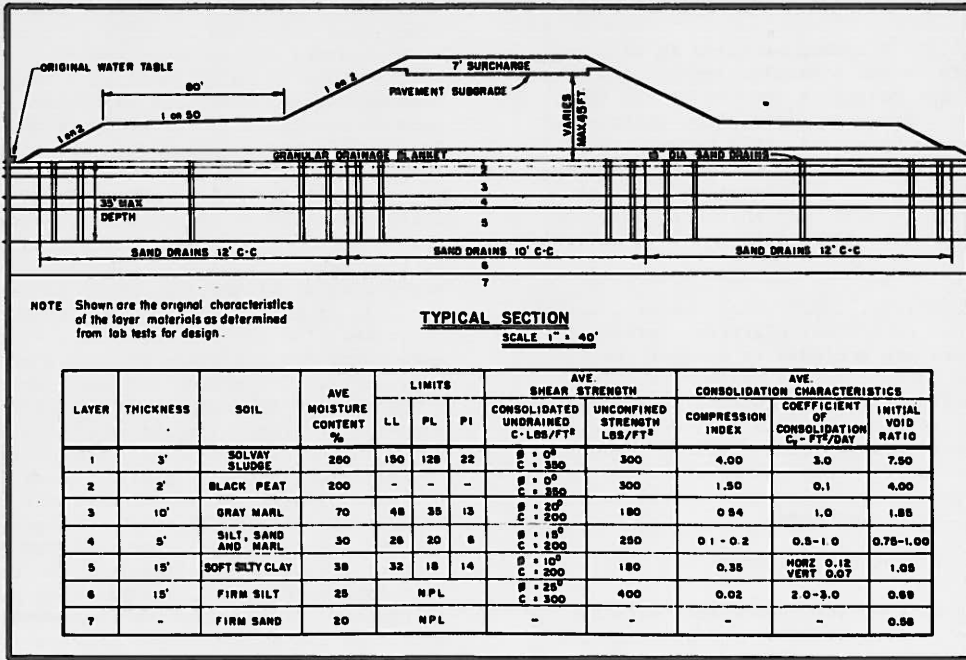 ORIGINAL WATER TABLE
7' SURCHARGE
PAVEMENT SUBGRADE
80'
1 on 2
1 on 50
1 on 2
VARIES
MAX 45 FT.
GRANULAR DRAINAGE BLANKET
15" DIA SAND DRAINS
2
3
4
5
35' MAX
DEPTH
SAND DRAINS 12' C-C
SAND DRAINS 10' C-C
SAND DRAINS 12' C-C
6
7
NOTE Shown are the original characteristics
of the layer materials as determined
from lab tests for design.
TYPICAL SECTION
SCALE 1" = 40'
LAYER THICKNESS SOIL AVE MOISTURE CONTENT % LIMITS LL PL PI AVE. SHEAR STRENGTH CONSOLIDATED UNDRAINED C-LBS/FT² UNCONFINED STRENGTH LBS/FT² AVE. CONSOLIDATION CHARACTERISTICS COMPRESSION INDEX COEFFICIENT OF CONSOLIDATION Cv - FT²/DAY INITIAL VOID RATIO
1 3' SOLVAY SLUDGE 260 150 128 22 Ø = 0° C = 350 300 4.00 3.0 7.50
2 2' BLACK PEAT 200 - - - Ø = 0° C = 350 300 1.50 0.1 4.00
3 10' GRAY MARL 70 48 35 13 Ø = 20° C = 200 180 0.54 1.0 1.85
4 5' SILT, SAND AND MARL 30 26 20 6 Ø = 15° C = 200 250 0.1 - 0.2 0.5-1.0 0.75-1.00
5 15' SOFT SILTY CLAY 38 32 18 14 Ø = 10° C = 200 180 0.35 HORZ 0.12 VERT 0.07 1.05
6 15' FIRM SILT 25 NPL Ø = 25° C = 300 400 0.02 2.0-3.0 0.69
7 - FIRM SAND 20 NPL - - - - 0.56